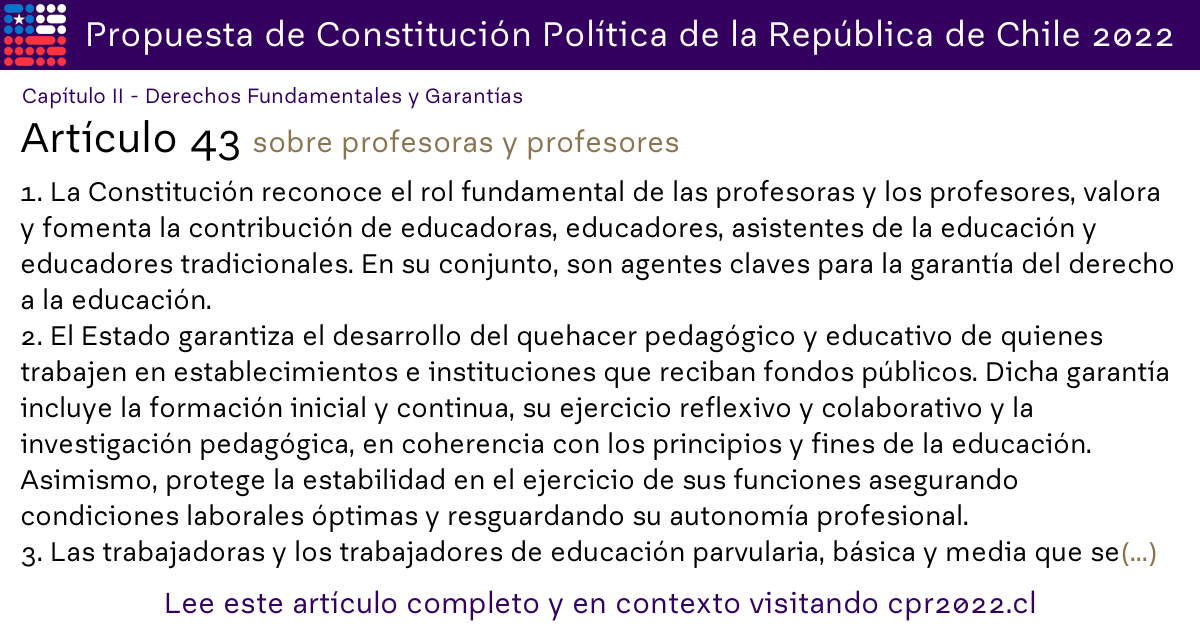 Propuesta de Constitución Política de la República de Chile 2022
Capítulo II - Derechos Fundamentales y Garantías
Artículo 43 sobre profesoras y profesores
1. La Constitución reconoce el rol fundamental de las profesoras y los profesores, valora
y fomenta la contribución de educadoras, educadores, asistentes de la educación y
educadores tradicionales. En su conjunto, son agentes claves para la garantía del derecho
a la educación.
2. El Estado garantiza el desarrollo del quehacer pedagógico y educativo de quienes
trabajen en establecimientos e instituciones que reciban fondos públicos. Dicha garantía
incluye la formación inicial y continua, su ejercicio reflexivo y colaborativo y la
investigación pedagógica, en coherencia con los principios y fines de la educación.
Asimismo, protege la estabilidad en el ejercicio de sus funciones asegurando
condiciones laborales óptimas y resguardando su autonomía profesional.
3. Las trabajadoras y los trabajadores de educación parvularia, básica y media que se(...)
Lee este artículo completo y en contexto visitando cpr2022.cl